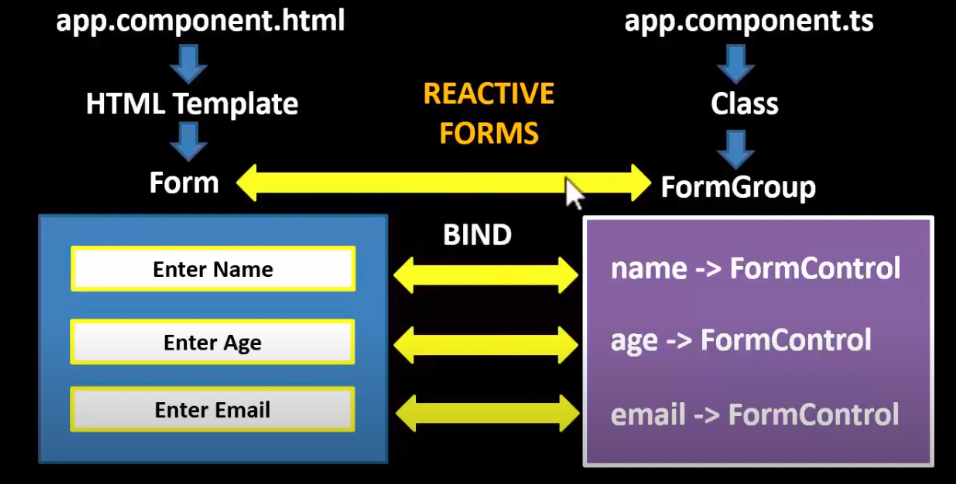 app.component.html
app.component.ts
HTML Template
REACTIVE
FORMS
Class
Form
FormGroup
BIND
Enter Name
name -> FormControl
Enter Age
age -> FormControl
Enter Email
email -> FormControl